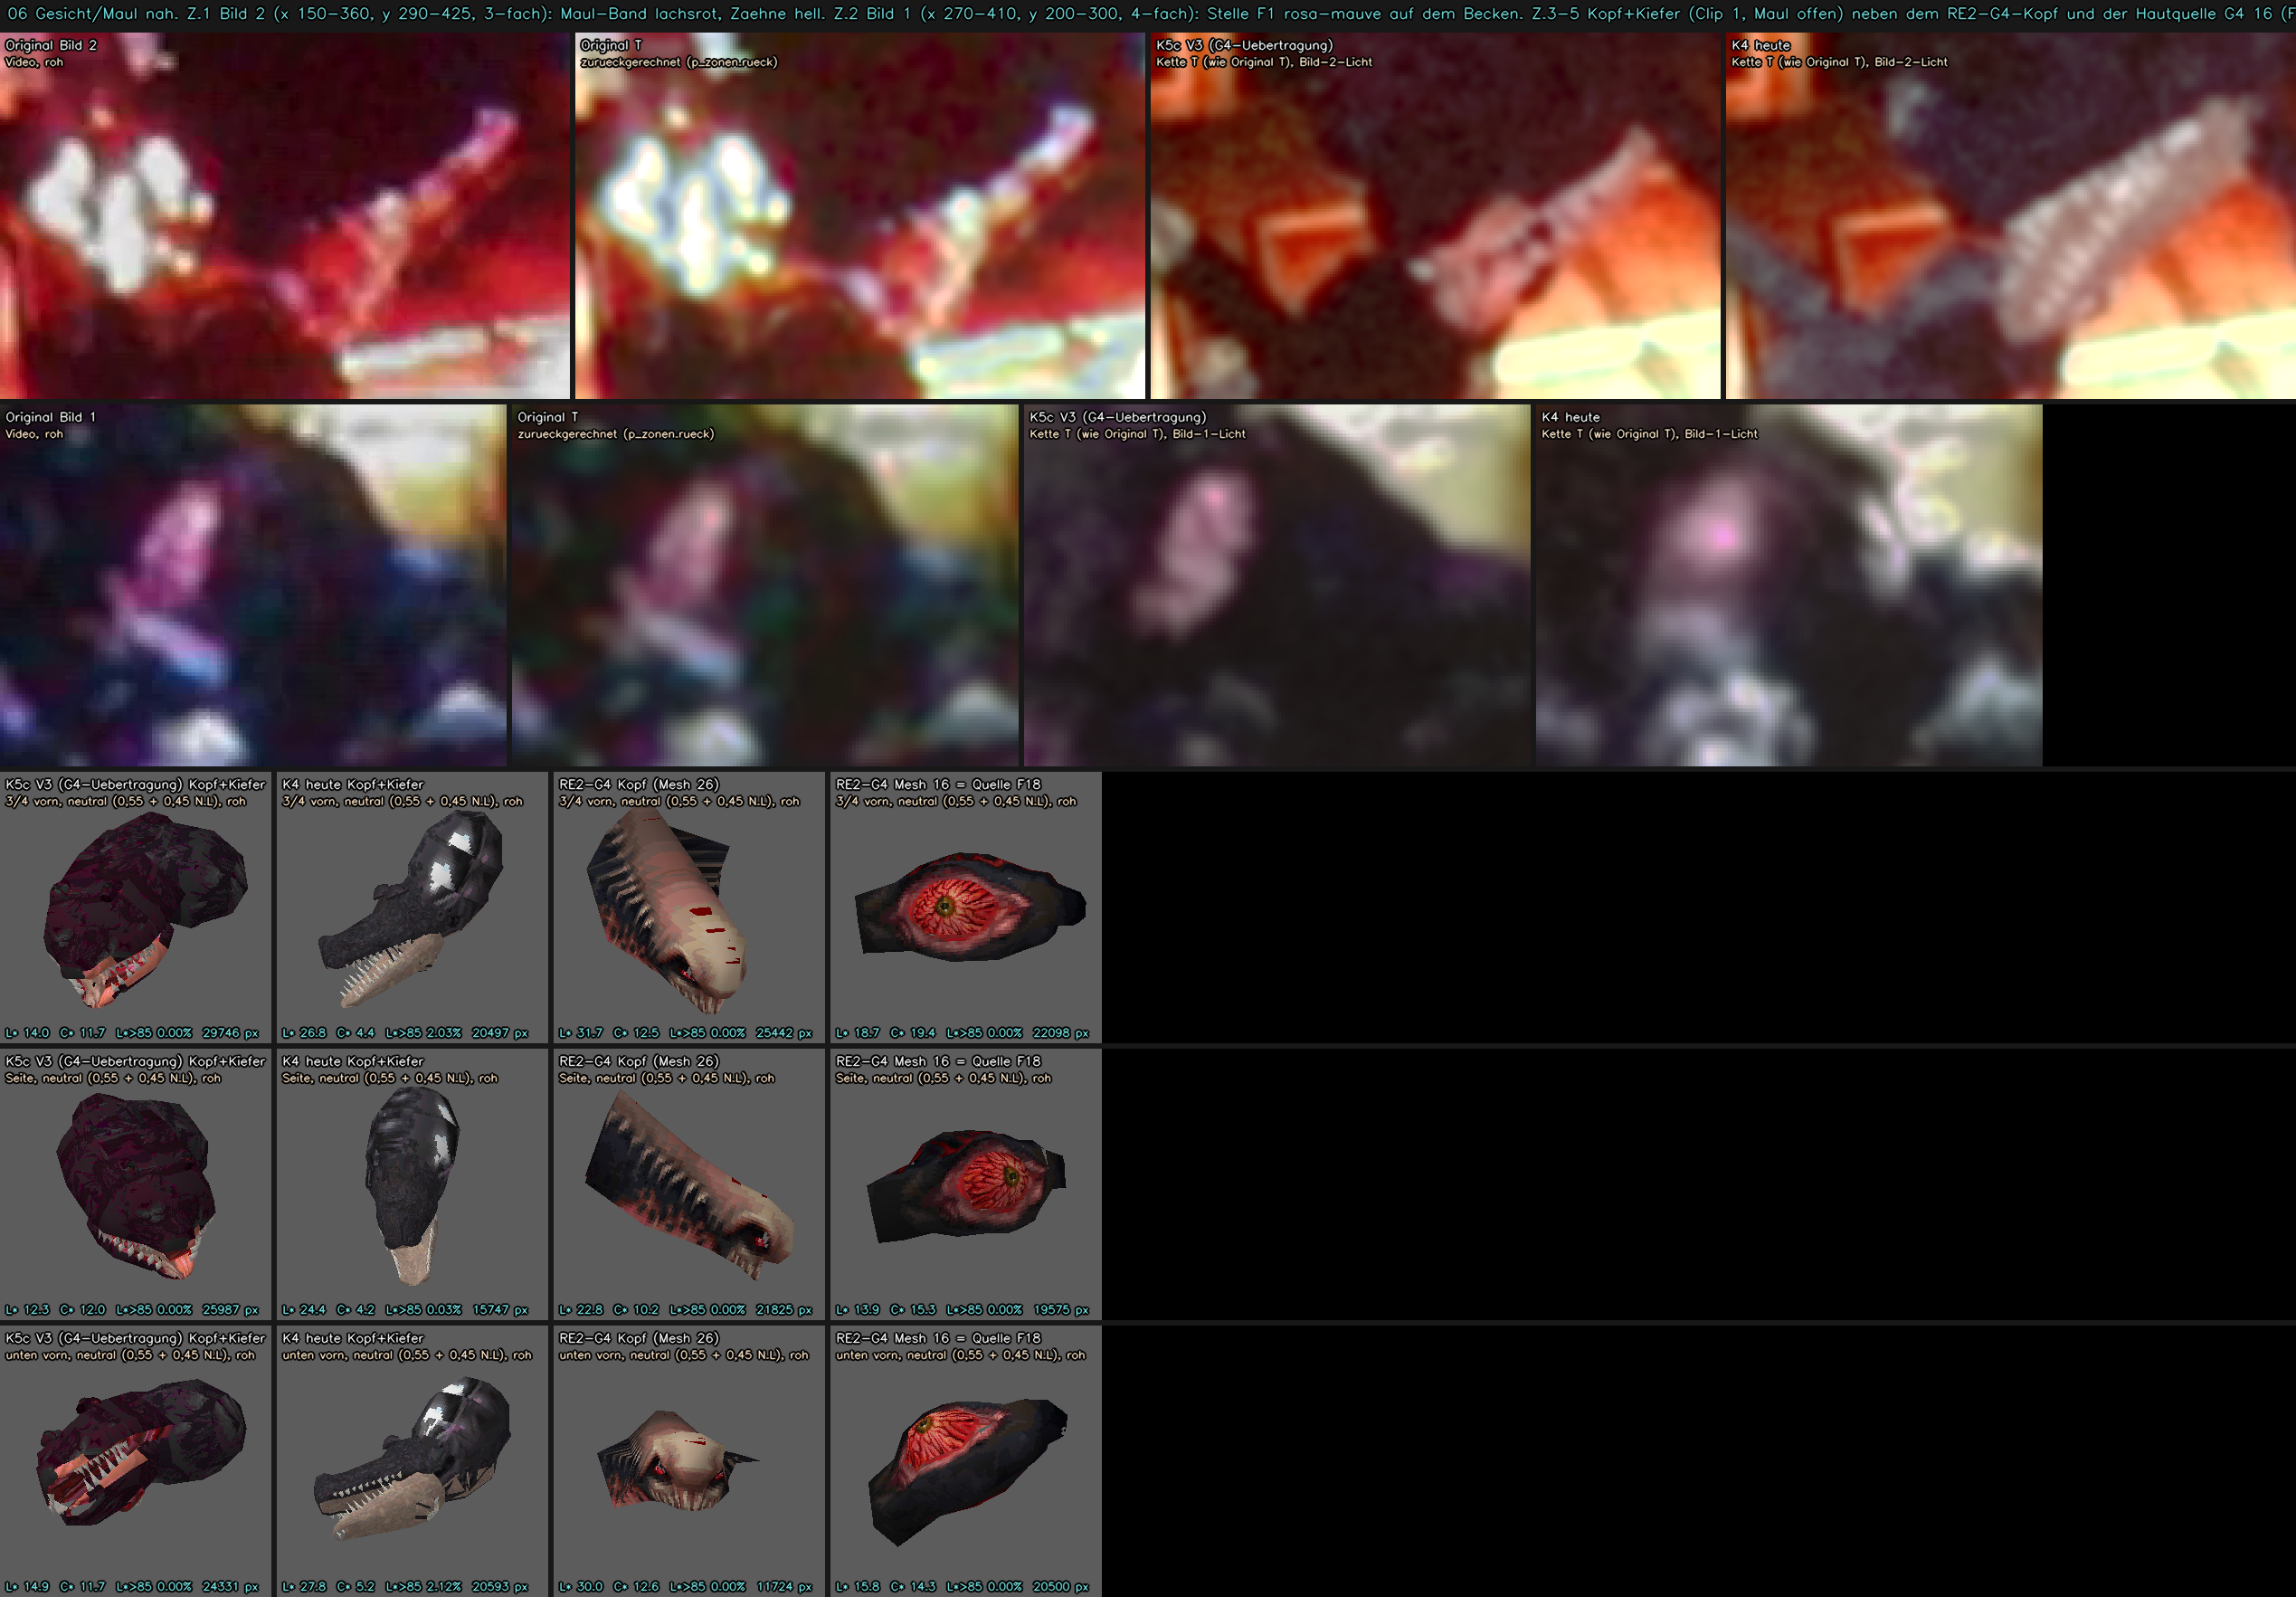 06 Gesicht/Maul nah. Z.1 Bild 2 (x 150-360, y 290-425, 3-fach): Maul-Band lachsrot, Zaehne hell. Z.2 Bild 1 (x 270-410, y 200-300, 4-fach): Stelle F1 rosa-mauve auf dem Becken. Z.3-5 Kopf+Kiefer (Clip 1, Maul offen) neben dem RE2-G4-Kopf und der Hautquelle G4 16 (F
Original Bild 2
Video, roh
Original T
zurueckgerechnet (p_zonen.rueck)
K5c V3 (G4-Uebertragung)
Kette T (wie Original T), Bild-2-Licht
K4 heute
Kette T (wie Original T), Bild-2-Licht
Original Bild 1
Video, roh
Original T
zurueckgerechnet (p_zonen.rueck)
K5c V3 (G4-Uebertragung)
Kette T (wie Original T), Bild-1-Licht
K4 heute
Kette T (wie Original T), Bild-1-Licht
K5c V3 (G4-Uebertragung) Kopf+Kiefer
3/4 vorn, neutral (0,55 + 0,45 N.L), roh
L* 14.0 C* 11.7 L*>85 0.00% 29746 px
K4 heute Kopf+Kiefer
3/4 vorn, neutral (0,55 + 0,45 N.L), roh
L* 26.8 C* 4.4 L*>85 2.03% 20497 px
RE2-G4 Kopf (Mesh 26)
3/4 vorn, neutral (0,55 + 0,45 N.L), roh
L* 31.7 C* 12.5 L*>85 0.00% 25442 px
RE2-G4 Mesh 16 = Quelle F18
3/4 vorn, neutral (0,55 + 0,45 N.L), roh
L* 18.7 C* 19.4 L*>85 0.00% 22098 px
K5c V3 (G4-Uebertragung) Kopf+Kiefer
Seite, neutral (0,55 + 0,45 N.L), roh
L* 12.3 C* 12.0 L*>85 0.00% 25987 px
K4 heute Kopf+Kiefer
Seite, neutral (0,55 + 0,45 N.L), roh
L* 24.4 C* 4.2 L*>85 0.03% 15747 px
RE2-G4 Kopf (Mesh 26)
Seite, neutral (0,55 + 0,45 N.L), roh
L* 22.8 C* 10.2 L*>85 0.00% 21825 px
RE2-G4 Mesh 16 = Quelle F18
Seite, neutral (0,55 + 0,45 N.L), roh
L* 13.9 C* 15.3 L*>85 0.00% 19575 px
K5c V3 (G4-Uebertragung) Kopf+Kiefer
unten vorn, neutral (0,55 + 0,45 N.L), roh
L* 14.9 C* 11.7 L*>85 0.00% 24331 px
K4 heute Kopf+Kiefer
unten vorn, neutral (0,55 + 0,45 N.L), roh
L* 27.8 C* 5.2 L*>85 2.12% 20593 px
RE2-G4 Kopf (Mesh 26)
unten vorn, neutral (0,55 + 0,45 N.L), roh
L* 30.0 C* 12.6 L*>85 0.00% 11724 px
RE2-G4 Mesh 16 = Quelle F18
unten vorn, neutral (0,55 + 0,45 N.L), roh
L* 15.8 C* 14.3 L*>85 0.00% 20500 px